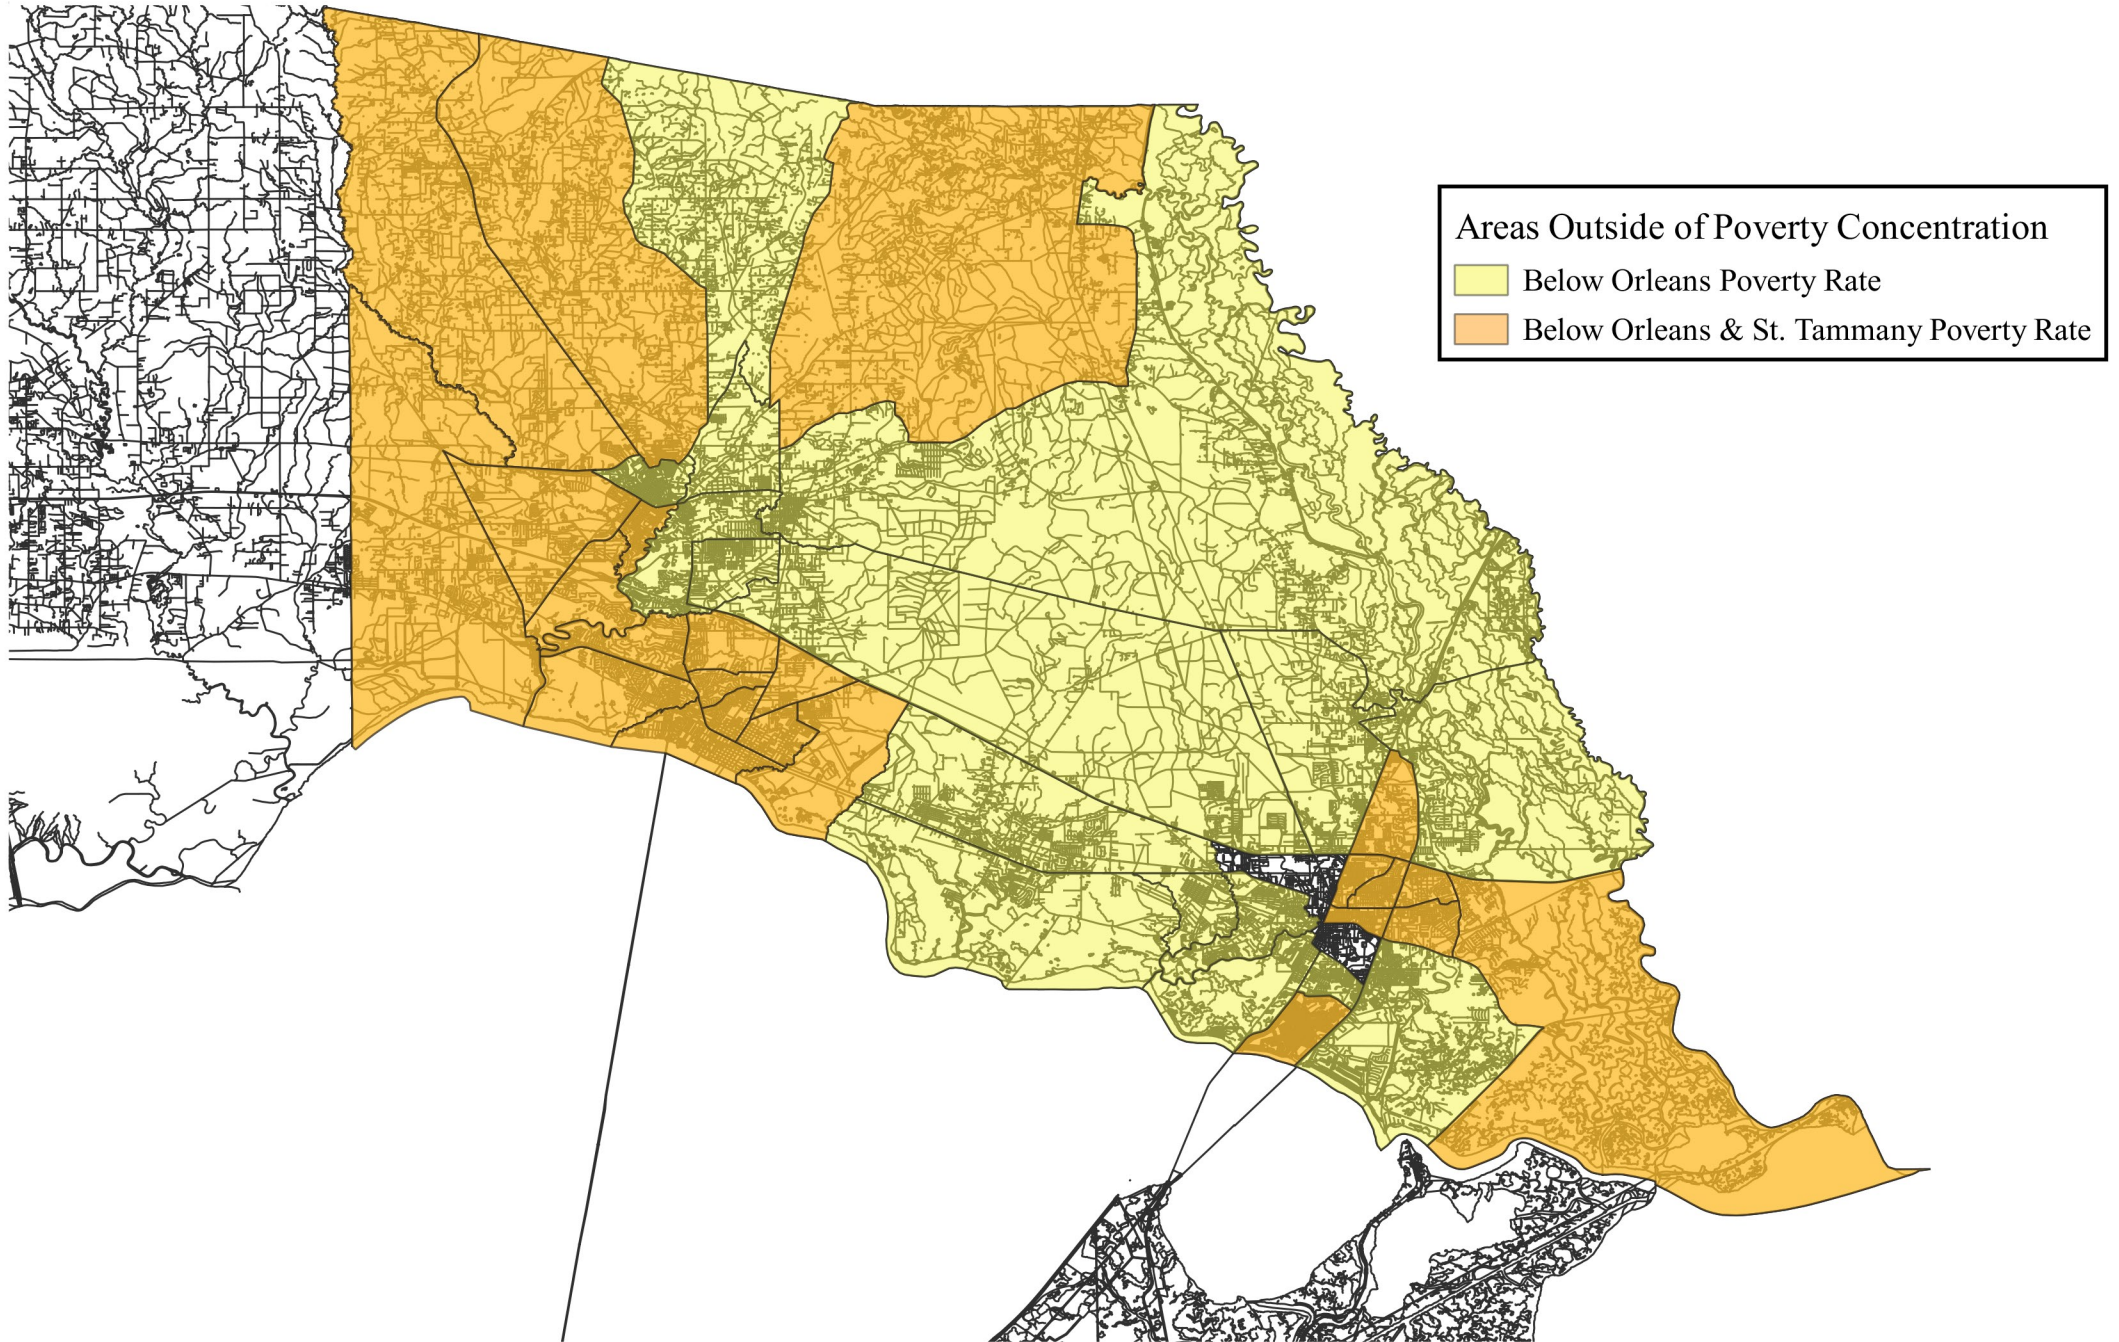 Areas Outside of Poverty Concentration
Below Orleans Poverty Rate
Below Orleans & St. Tammany Poverty Rate